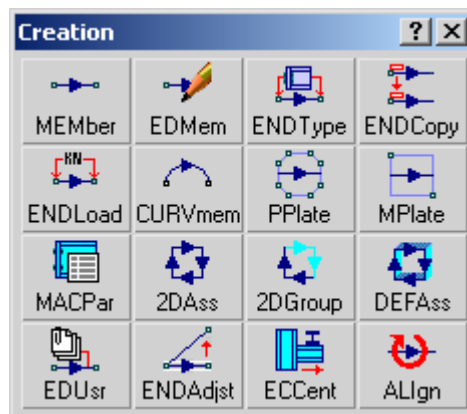 Creation ?
MEMber EDMem ENDType ENDCopy
KN
ENDLoad CURVmem PPlate MPlate
MACPar 2DAss 2DGroup DEFAss
EDUsr ENDAdjst ECCent ALIgn